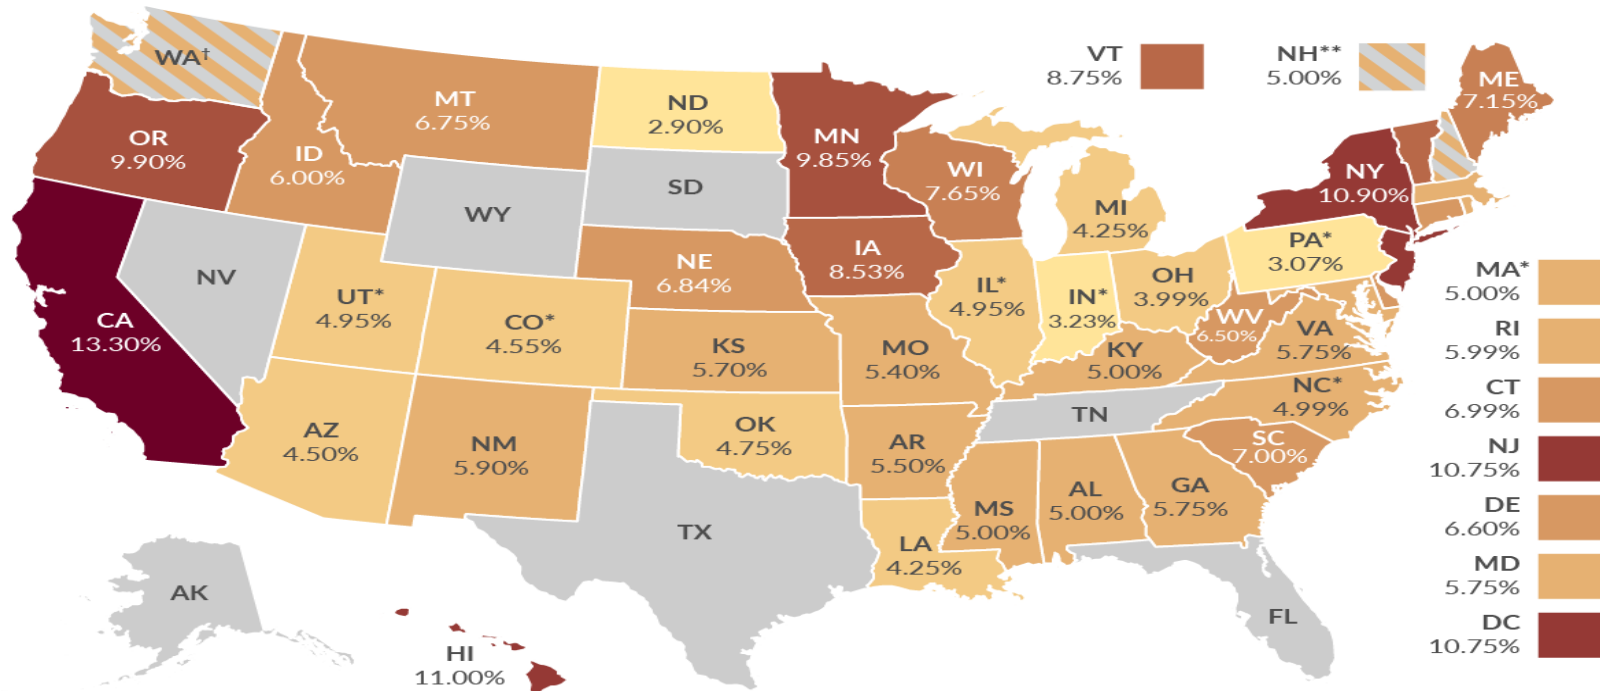 WA†
VT
8.75%
NH**
5.00%
ME
7.15%
MT
6.75%
ND
2.90%
OR
9.90%
ID
6.00%
MN
9.85%
WI
7.65%
NY
10.90%
SD
WY
MI
4.25%
PA*
3.07%
IA
8.53%
NE
6.84%
NV
UT*
4.95%
CO*
4.55%
IL*
4.95%
IN*
3.23%
OH
3.99%
MA*
5.00%
CA
13.30%
KS
5.70%
MO
5.40%
KY
5.00%
WV
6.50%
VA
5.75%
RI
5.99%
NC*
4.99%
CT
6.99%
TN
AZ
4.50%
NM
5.90%
OK
4.75%
AR
5.50%
SC
7.00%
NJ
10.75%
TX
LA
4.25%
MS
5.00%
AL
5.00%
GA
5.75%
DE
6.60%
MD
5.75%
AK
FL
HI
11.00%
DC
10.75%